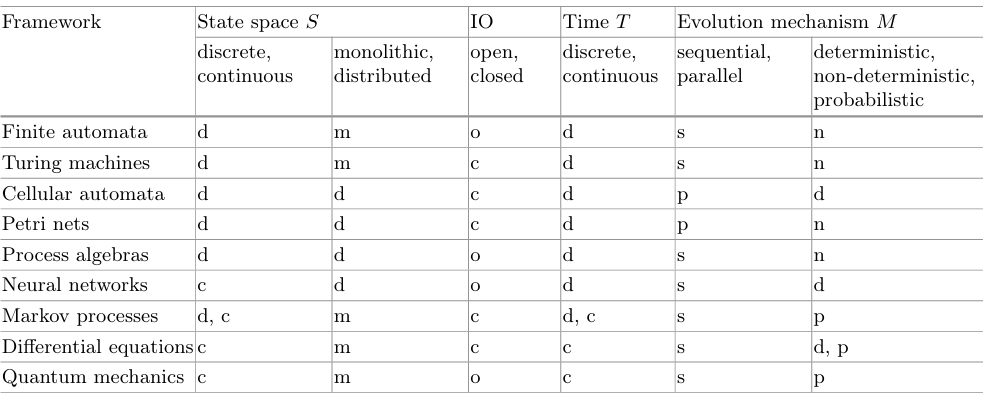 Framework State space S IO Time T Evolution mechanism M
discrete, monolithic, open, discrete, sequential, deterministic,
continuous distributed closed continuous parallel non-deterministic,
probabilistic
Finite automata d m o d s n
Turing machines d m c d s n
Cellular automata d d c d p d
Petri nets d d c d p n
Process algebras d d o d s n
Neural networks c d o d s d
Markov processes d, c m c d, c s p
Differential equations c m c c s d, p
Quantum mechanics c m o c s p